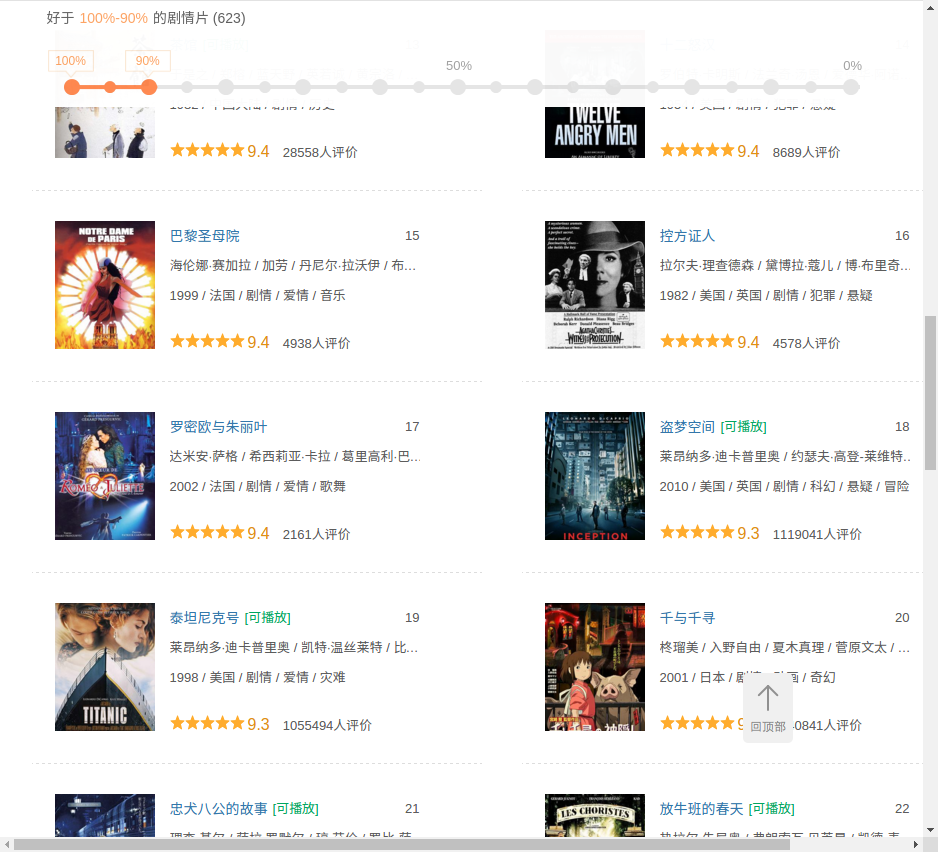 好于 100%-90% 的剧情片 (623)
100%
90%
50%
0%
TWELVE
ANGRY MEN
9.4 28558人评价
9.4 8689人评价
NOTRE DAME
DE PARIS
巴黎圣母院 15
海伦娜·赛加拉 / 加劳 / 丹尼尔·拉沃伊 / 布...
1999 / 法国 / 剧情 / 爱情 / 音乐
9.4 4938人评价
控方证人 16
拉尔夫·理查德森 / 黛博拉·蔻儿 / 博·布里奇...
1982 / 美国 / 英国 / 剧情 / 犯罪 / 悬疑
9.4 4578人评价
AGATHA CHRISTIE'S
WITNESS FOR THE PROSECUTION
罗密欧与朱丽叶 17
达米安·萨格 / 希西莉亚·卡拉 / 葛里高利·巴...
2002 / 法国 / 剧情 / 爱情 / 歌舞
9.4 2161人评价
ROMÉO & JULIETTE
盗梦空间 [可播放] 18
莱昂纳多·迪卡普里奥 / 约瑟夫·高登-莱维特...
2010 / 美国 / 英国 / 剧情 / 科幻 / 悬疑 / 冒险
9.3 1119041人评价
LEONARDO DICAPRIO
INCEPTION
泰坦尼克号 [可播放] 19
莱昂纳多·迪卡普里奥 / 凯特·温丝莱特 / 比...
1998 / 美国 / 剧情 / 爱情 / 灾难
9.3 1055494人评价
TITANIC
千与千寻 20
柊瑠美 / 入野自由 / 夏木真理 / 菅原文太 / ...
2001 / 日本 / 剧情 / 动画 / 奇幻
0841人评价
回顶部
忠犬八公的故事 [可播放] 21
放牛班的春天 [可播放] 22
LES CHORISTES